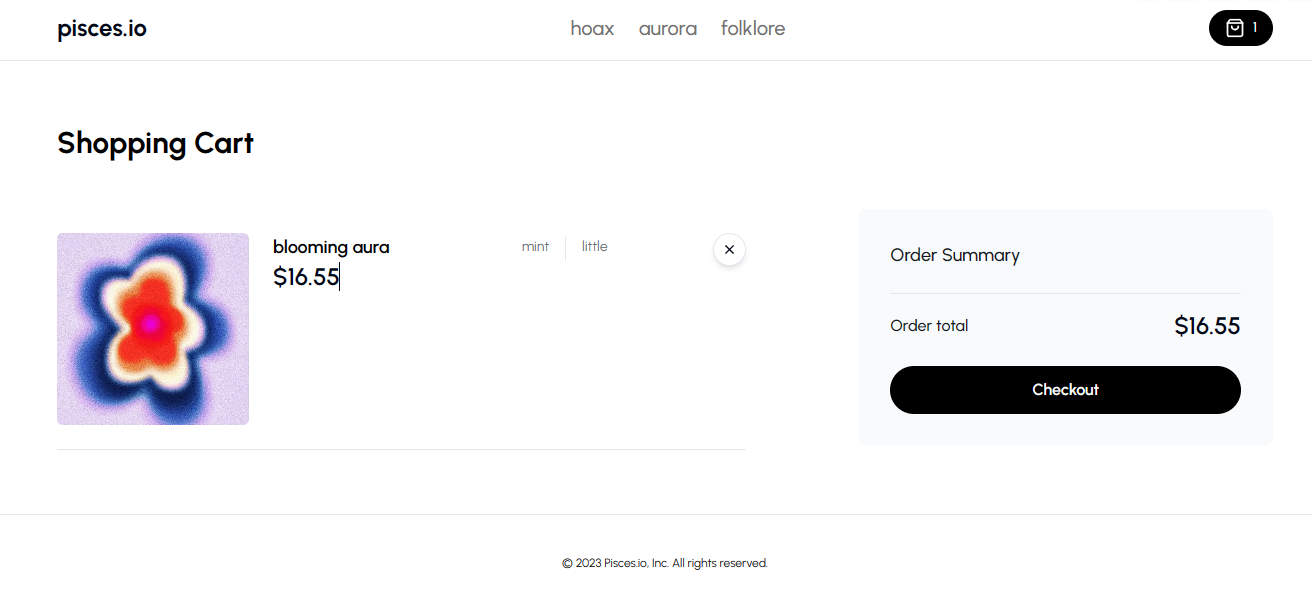 pisces.io
hoax aurora folklore
1
Shopping Cart
blooming aura
$16.55
mint little
Order Summary
Order total $16.55
Checkout
© 2023 Pisces.io, Inc. All rights reserved.